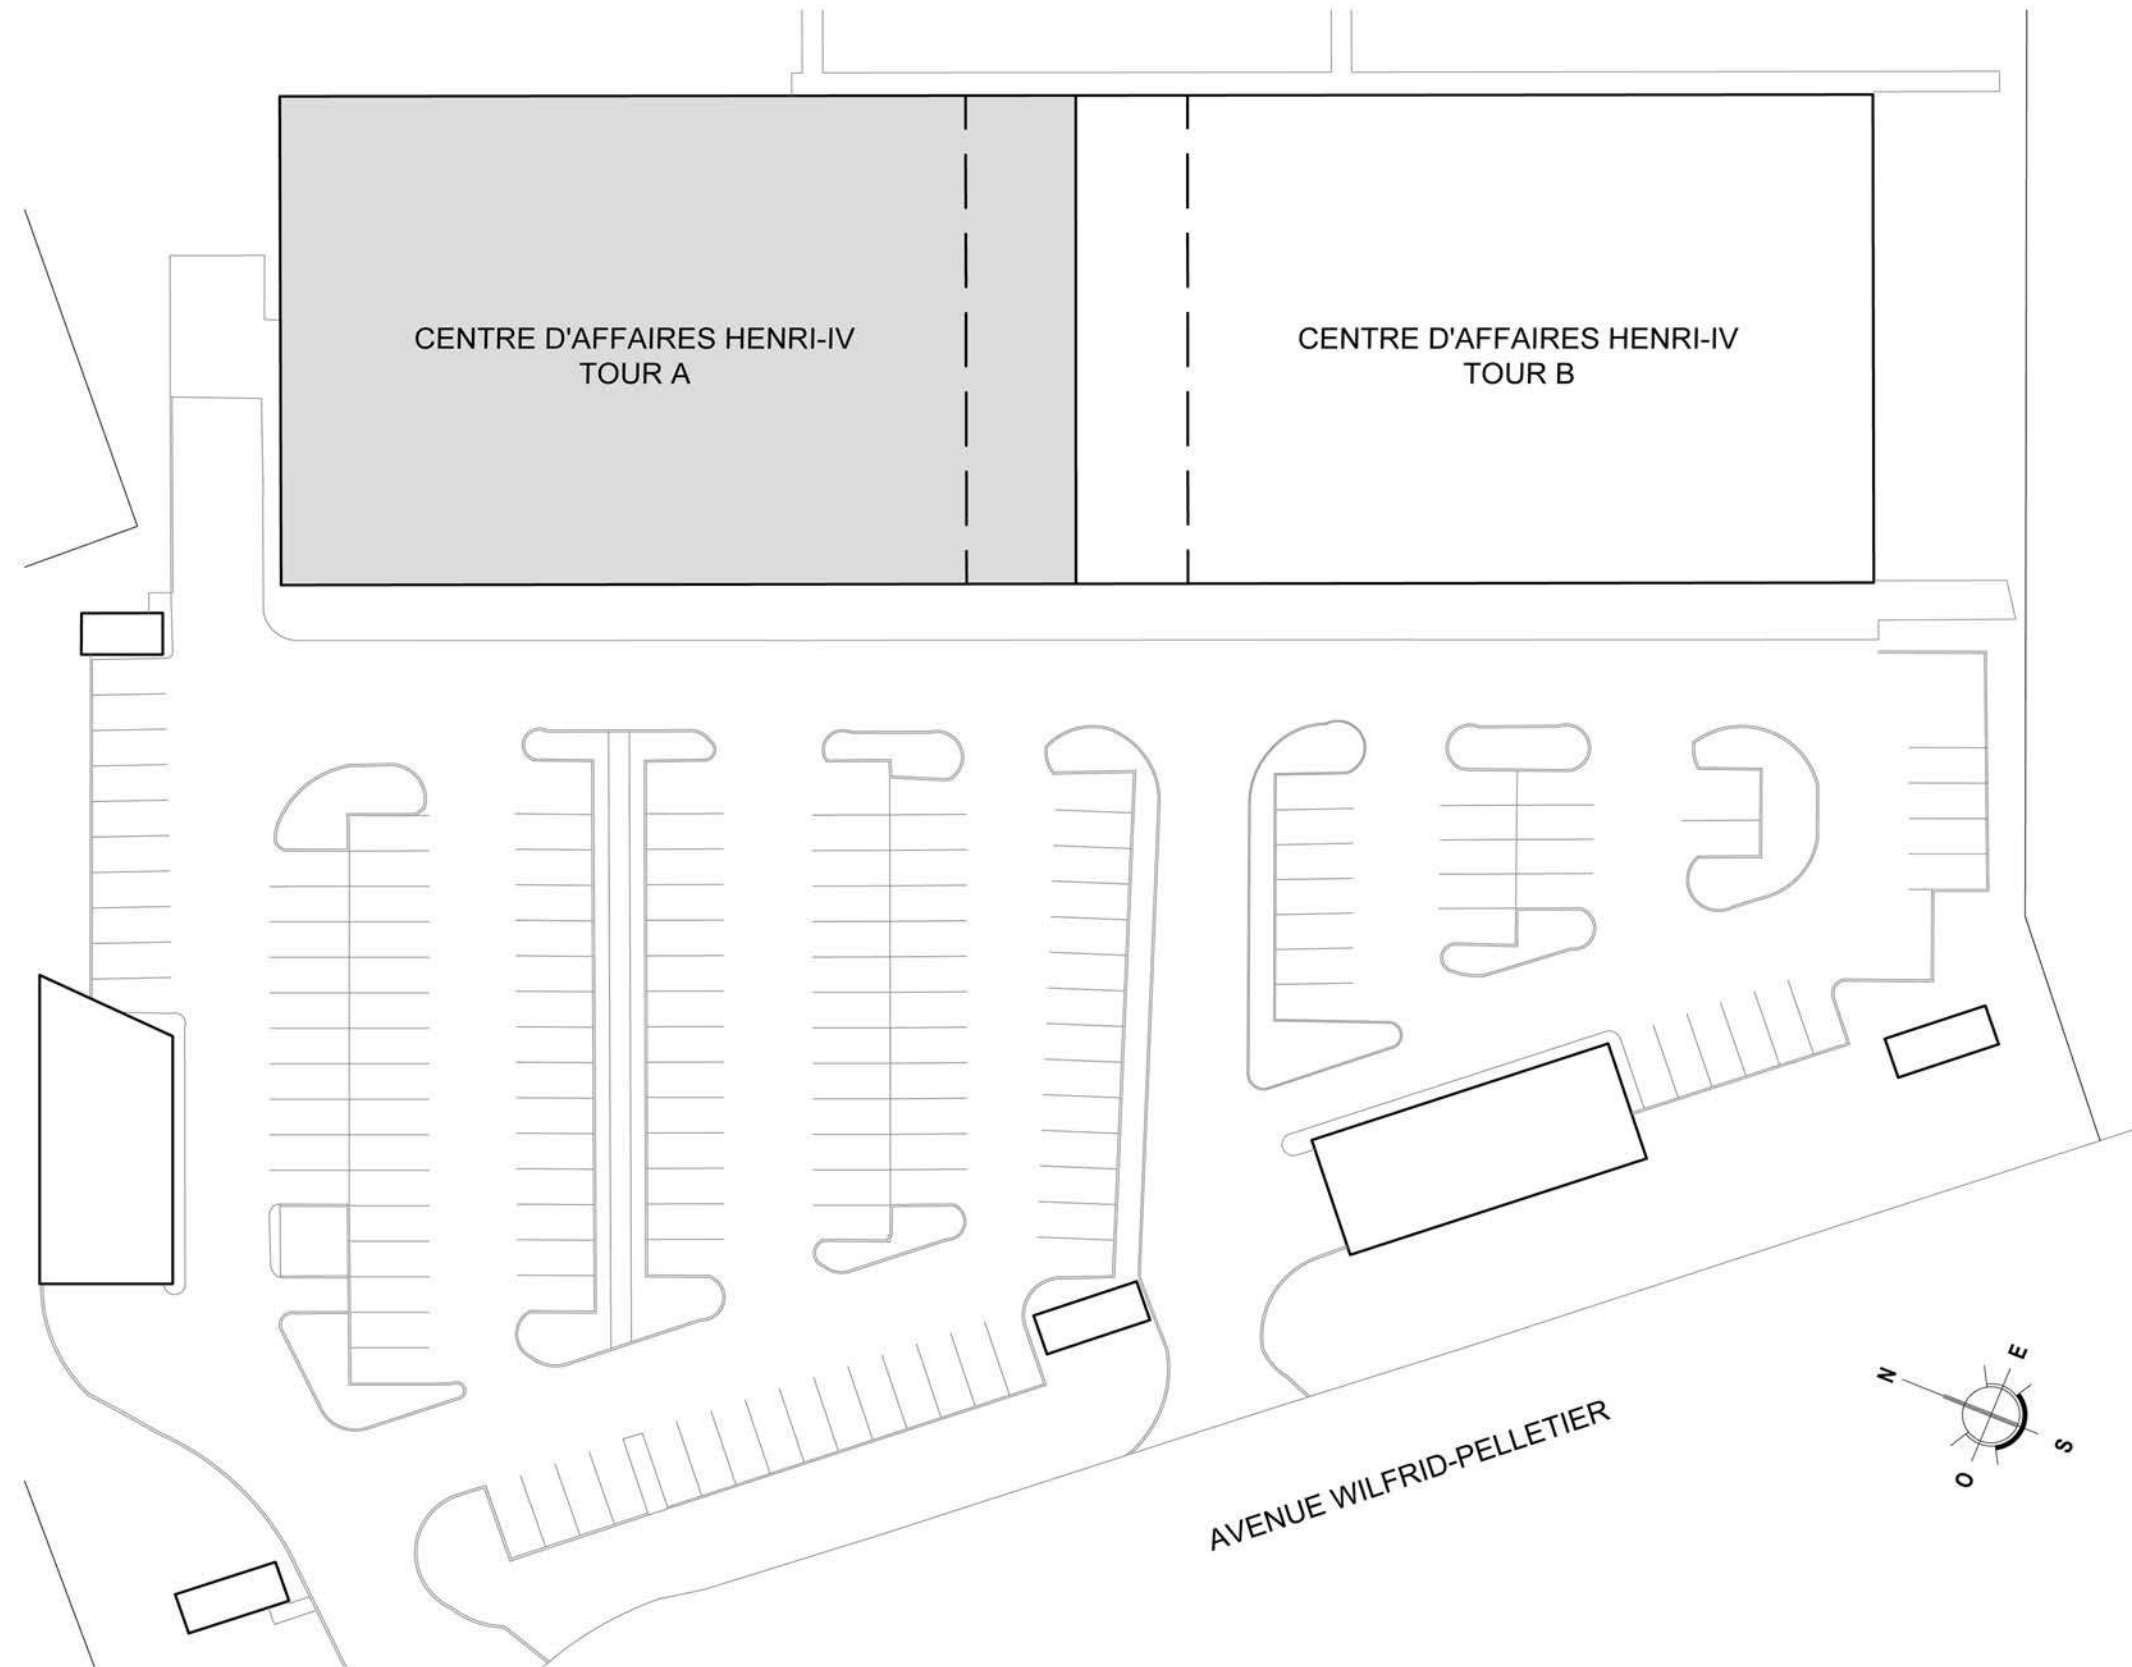 CENTRE D'AFFAIRES HENRI-IV
TOUR A
CENTRE D'AFFAIRES HENRI-IV
TOUR B
AVENUE WILFRID-PELLETIER
N
E
S
O